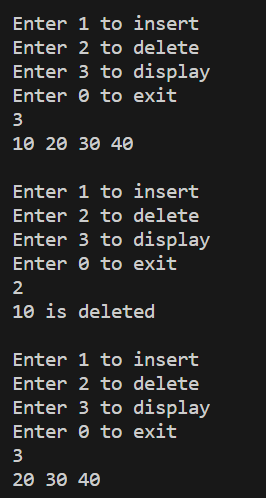 Enter 1 to insert
Enter 2 to delete
Enter 3 to display
Enter 0 to exit
3
10 20 30 40
Enter 1 to insert
Enter 2 to delete
Enter 3 to display
Enter 0 to exit
2
10 is deleted
Enter 1 to insert
Enter 2 to delete
Enter 3 to display
Enter 0 to exit
3
20 30 40